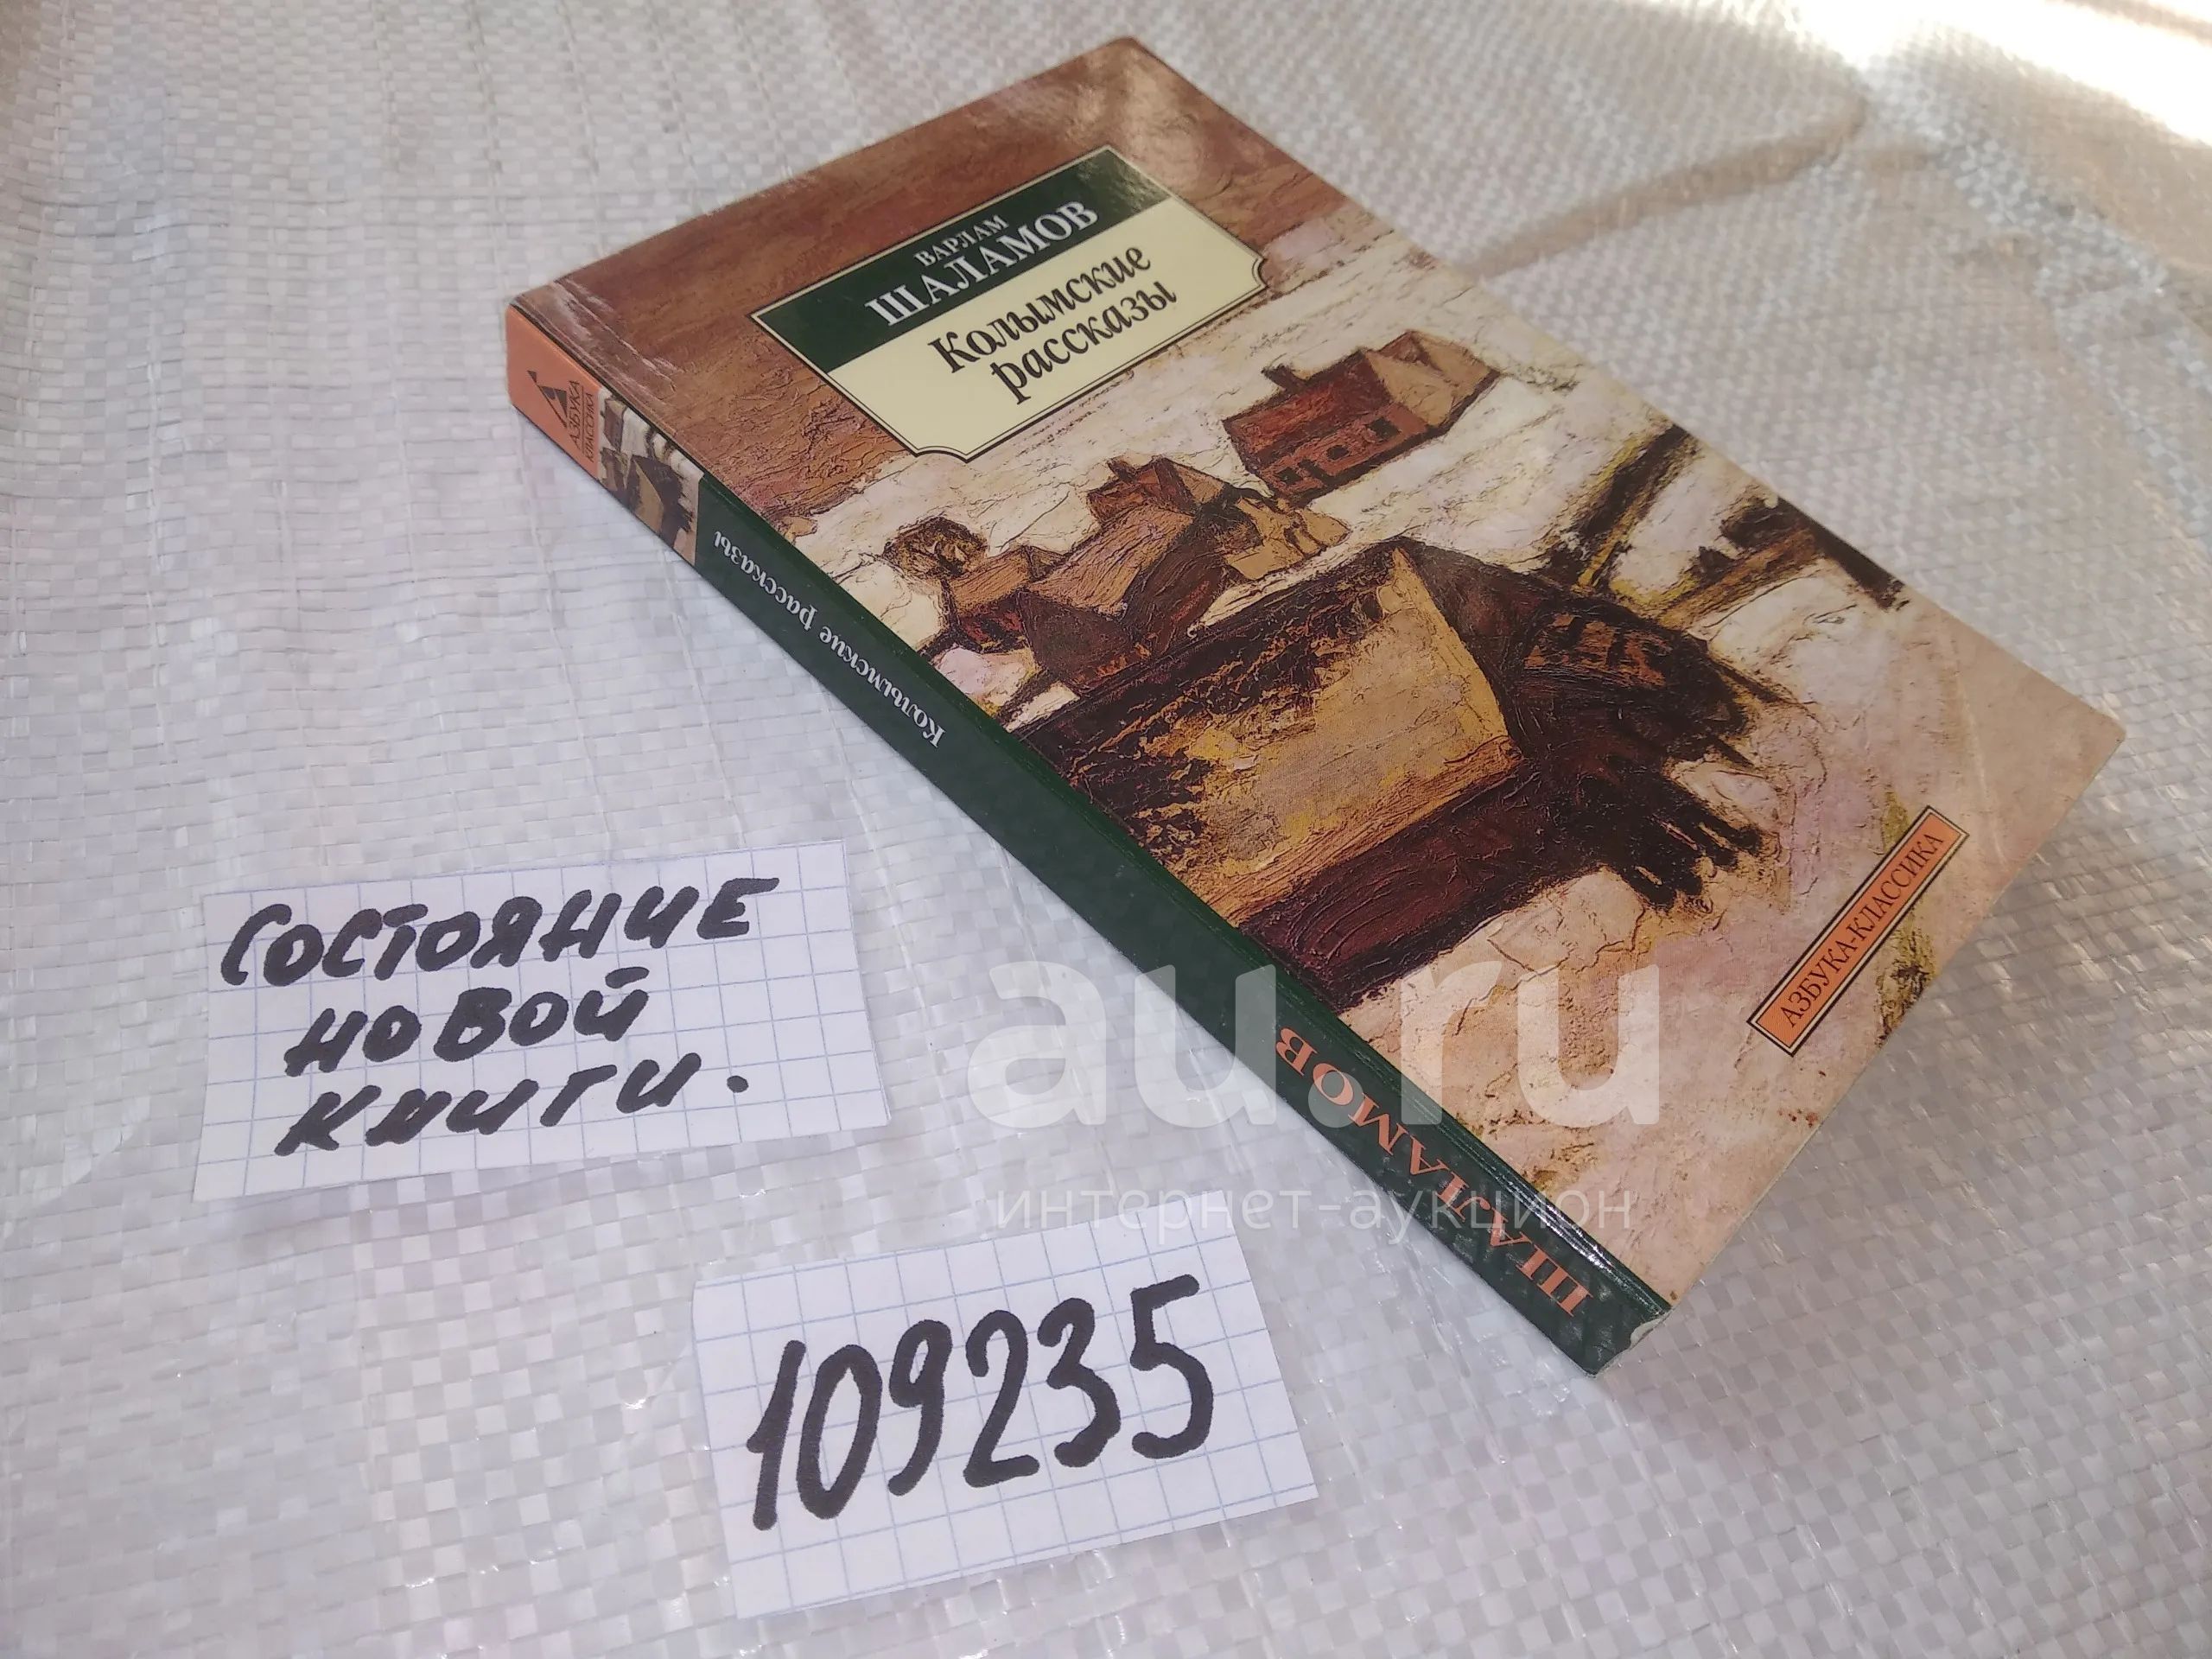 ВАРЛАМ
ШАЛАМОВ
Колымские
рассказы
АЗБУКА
КЛАССИКА
Колымские рассказы
ШАЛАМОВ
АЗБУКА-КЛАССИКА
СОСТОЯНИЕ
НОВОЙ
КНИГИ.
109235
au.ru
интернет-аукцион